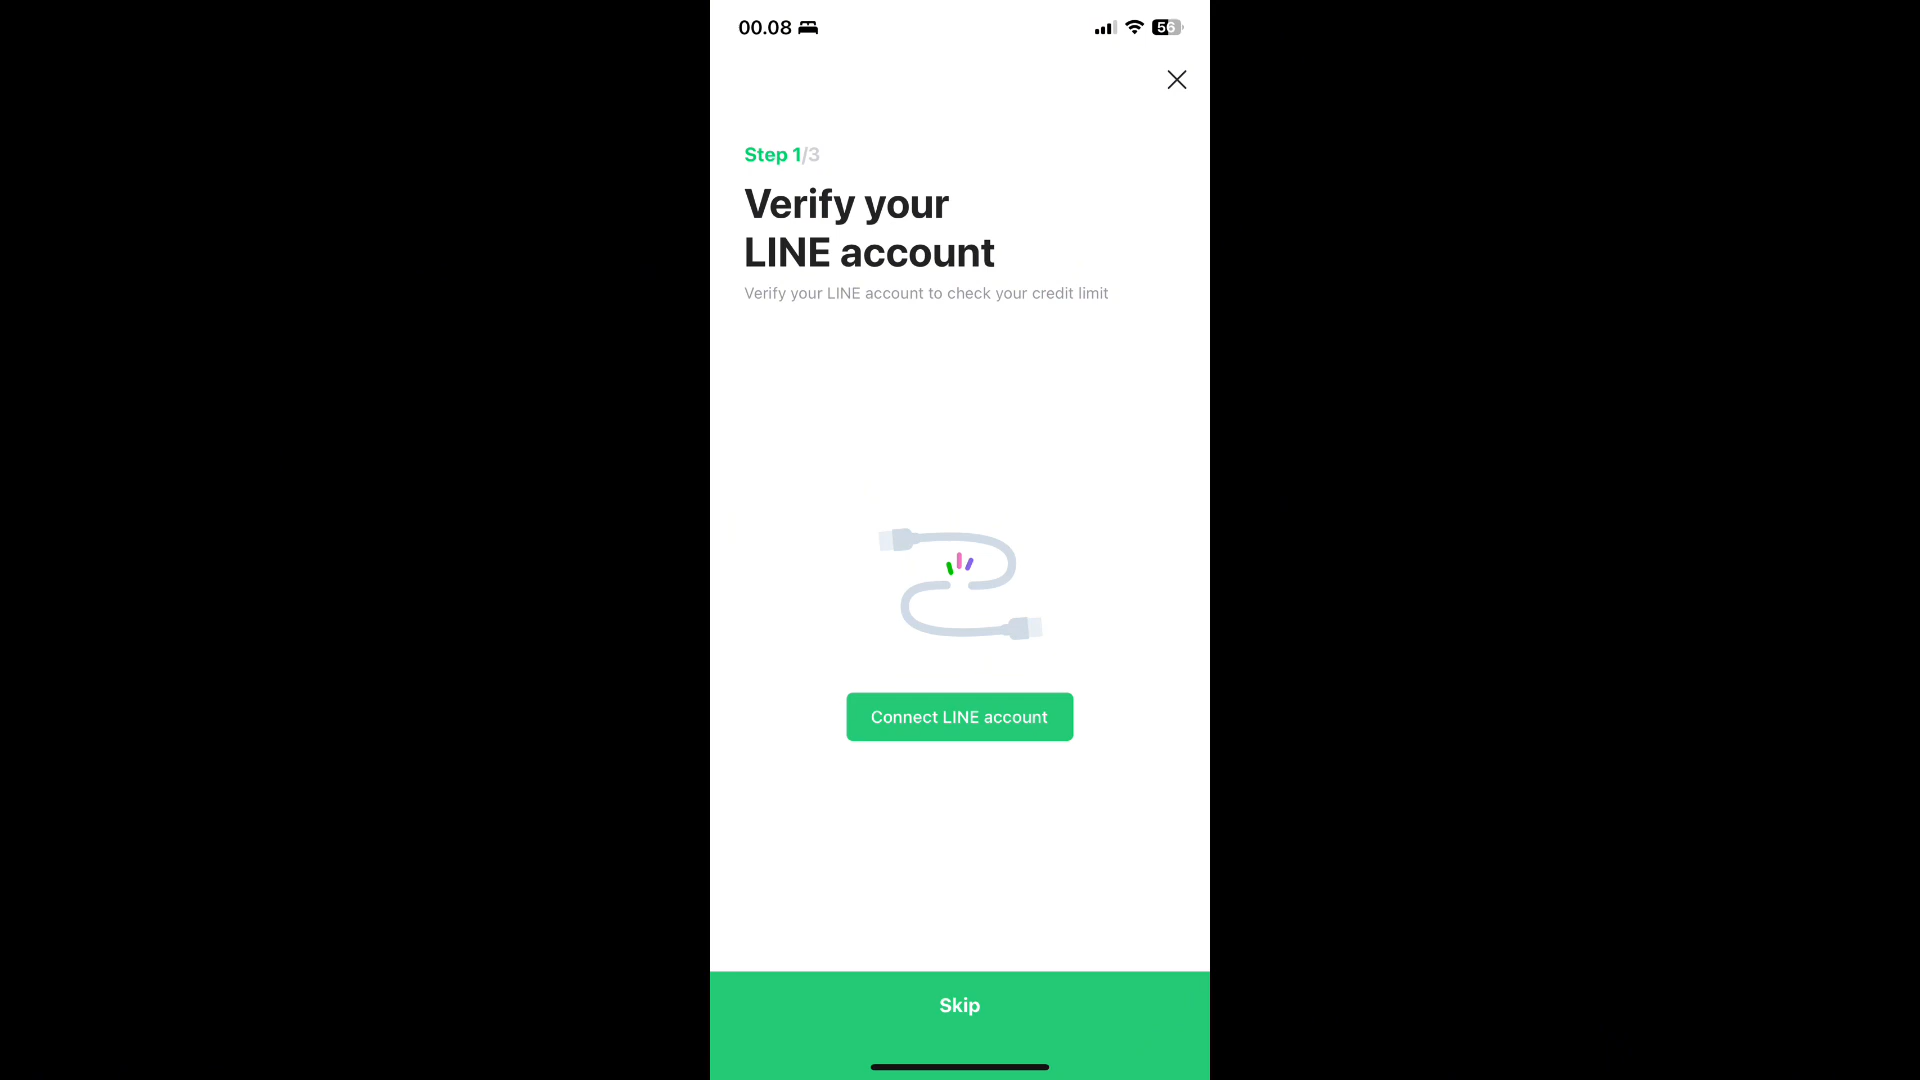 00.08
56
Step 1/3
Verify your
LINE account
Verify your LINE account to check your credit limit
Connect LINE account
Skip